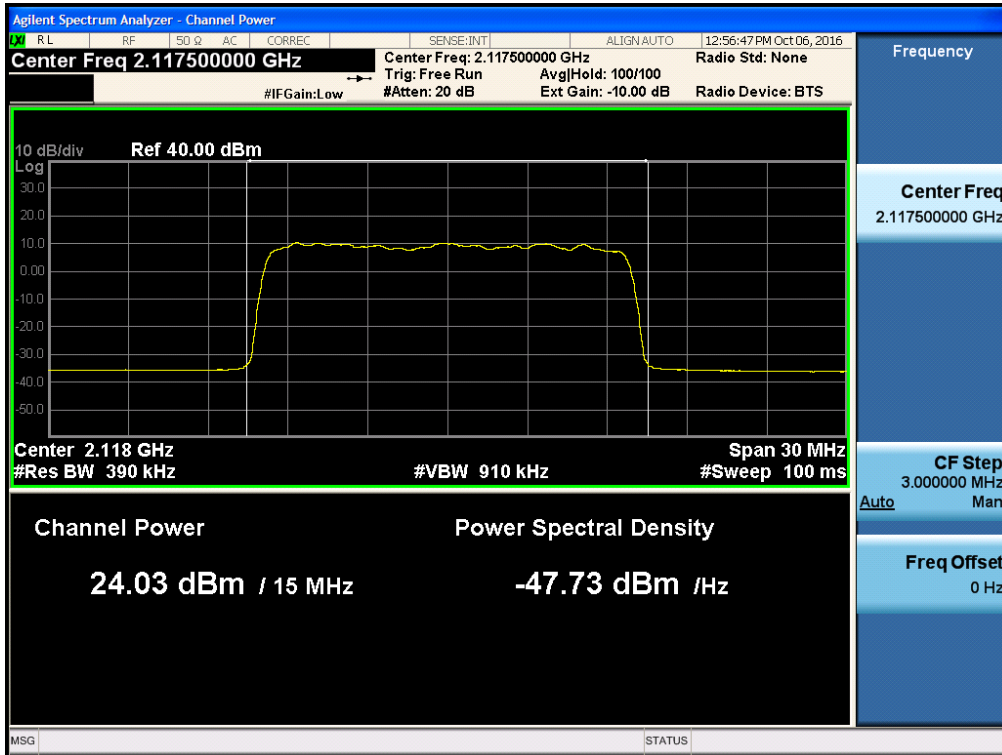 Agilent Spectrum Analyzer - Channel Power
LXI RL RF 50 Ω AC CORREC SENSE:INT ALIGN AUTO 12:56:47 PM Oct 06, 2016
Center Freq 2.117500000 GHz
Center Freq: 2.117500000 GHz Radio Std: None
Trig: Free Run Avg|Hold: 100/100
#IFGain:Low #Atten: 20 dB Ext Gain: -10.00 dB Radio Device: BTS
10 dB/div Ref 40.00 dBm
Log
30.0
20.0
10.0
0.00
-10.0
-20.0
-30.0
-40.0
-50.0
Center 2.118 GHz Span 30 MHz
#Res BW 390 kHz #VBW 910 kHz #Sweep 100 ms
Channel Power Power Spectral Density
24.03 dBm / 15 MHz -47.73 dBm /Hz
MSG STATUS
Frequency
Center Freq
2.117500000 GHz
CF Step
3.000000 MHz
Auto Man
Freq Offset
0 Hz